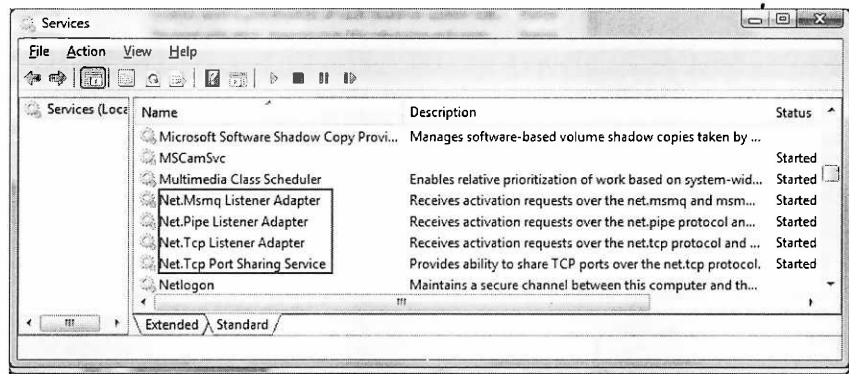 Services
File Action View Help
Services (Loca
Name Description Status
Microsoft Software Shadow Copy Provi... Manages software-based volume shadow copies taken by ...
MSCamSvc Started
Multimedia Class Scheduler Enables relative prioritization of work based on system-wid... Started
Net.Msmq Listener Adapter Receives activation requests over the net.msmq and msm... Started
Net.Pipe Listener Adapter Receives activation requests over the net.pipe protocol an... Started
Net.Tcp Listener Adapter Receives activation requests over the net.tcp protocol and ... Started
Net.Tcp Port Sharing Service Provides ability to share TCP ports over the net.tcp protocol. Started
Netlogon Maintains a secure channel between this computer and th...
Extended Standard